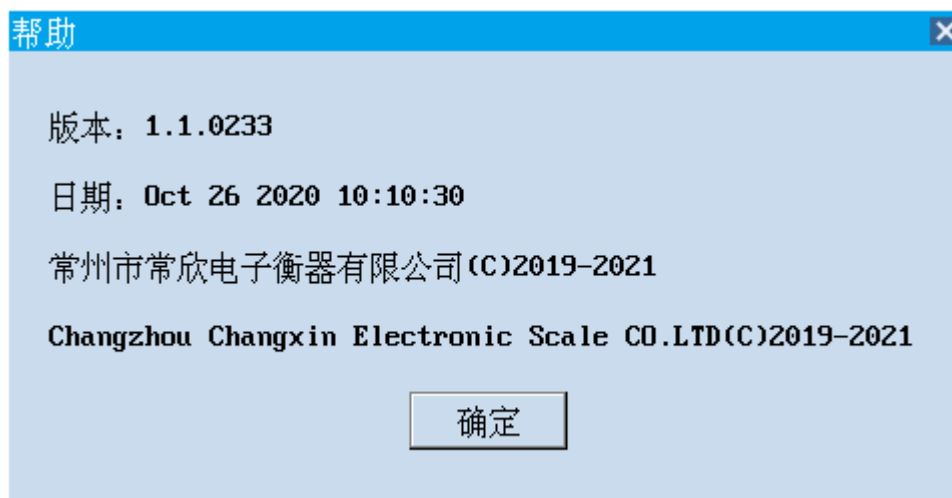 帮助
版本：1.1.0233
日期：Oct 26 2020 10:10:30
常州市常欣电子衡器有限公司(C)2019-2021
Changzhou Changxin Electronic Scale CO.LTD(C)2019-2021
确定